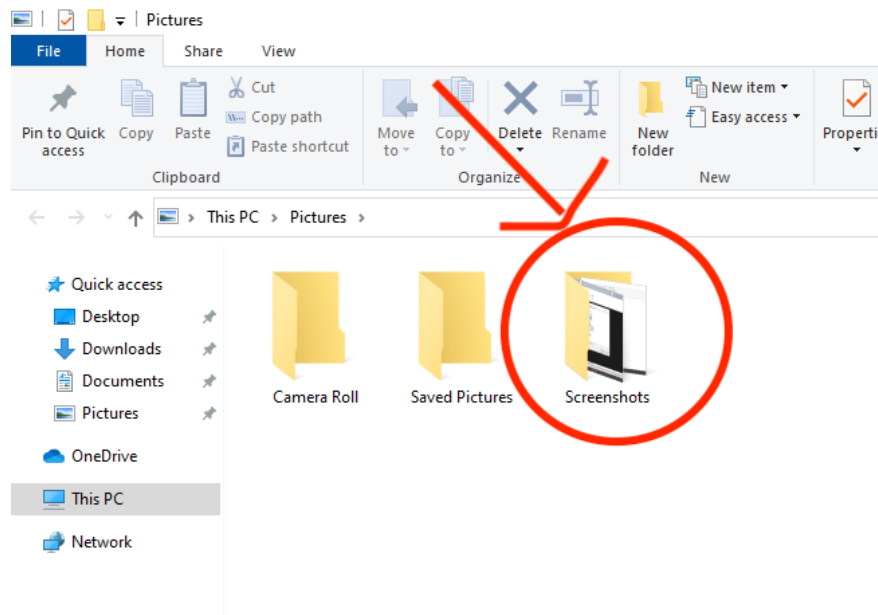 Pictures
File Home Share View
Pin to Quick access
Copy
Paste
Cut
Copy path
Paste shortcut
Clipboard
Move to
Copy to
Delete
Rename
Organize
New folder
New item
Easy access
New
Properti
This PC > Pictures >
Quick access
Desktop
Downloads
Documents
Pictures
OneDrive
This PC
Network
Camera Roll
Saved Pictures
Screenshots